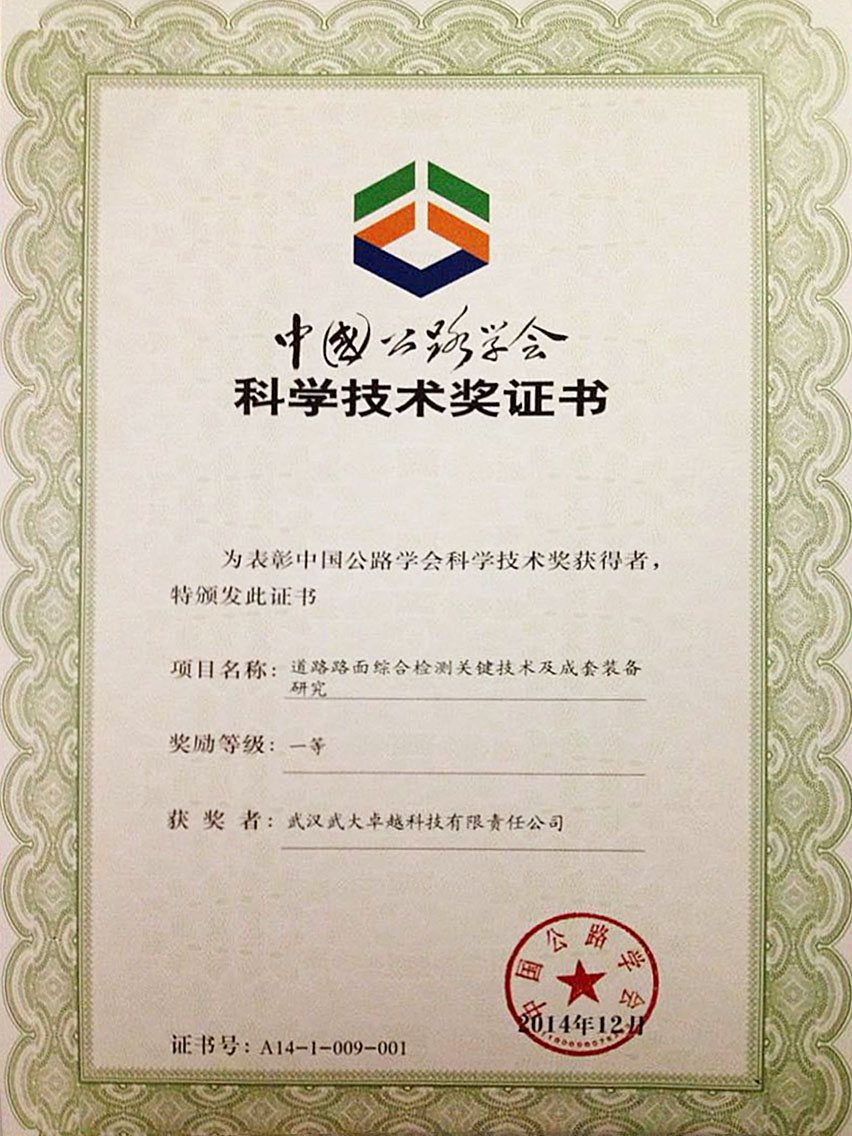 中國公路学会
科学技术奖证书
为表彰中国公路学会科学技术奖获得者，
特颁发此证书
项目名称：道路路面综合检测关键技术及成套装备
研究
奖励等级：一等
获 奖 者：武汉武大卓越科技有限责任公司
中国公路学会
2014年12月
证书号：A14-1-009-001